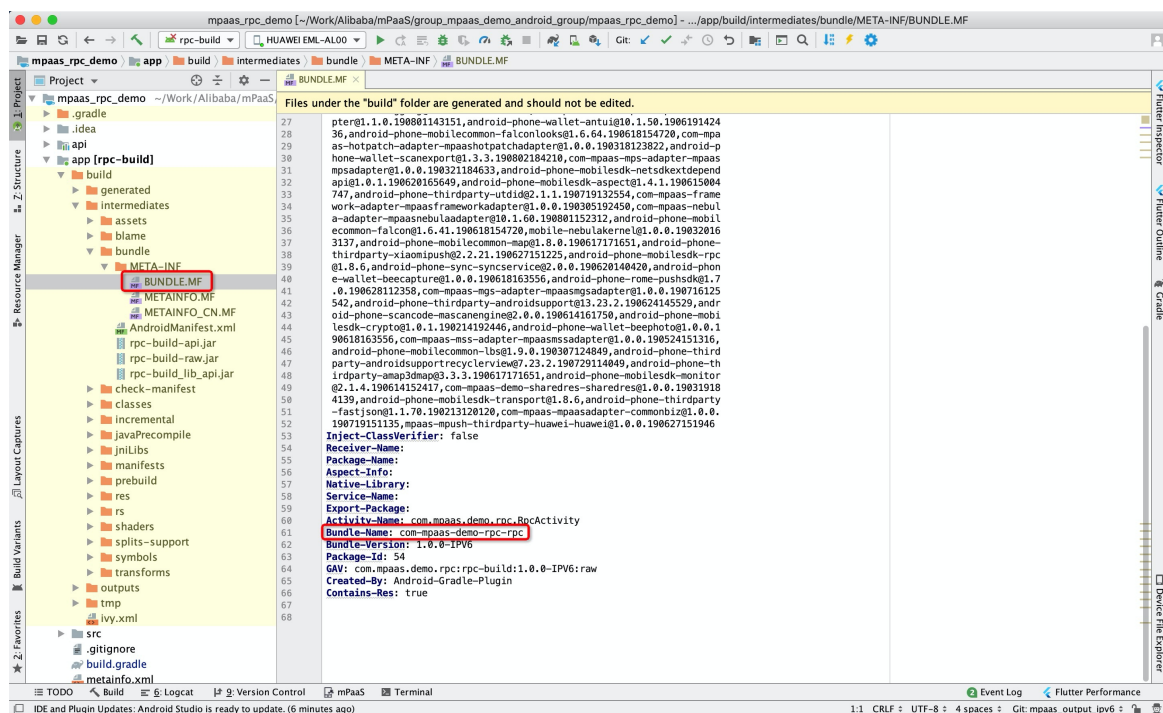 mpaas_rpc_demo [~/Work/Alibaba/mPaaS/group_mpaas_demo_android_group/mpaas_rpc_demo] - .../app/build/intermediates/bundle/META-INF/BUNDLE.MF
rpc-build
HUAWEI EML-AL00
Git:
mpaas_rpc_demo
app
build
intermediates
bundle
META-INF
BUNDLE.MF
Project
BUNDLE.MF
1: Project
Z: Structure
Resource Manager
Layout Captures
Build Variants
2: Favorites
mpaas_rpc_demo ~/Work/Alibaba/mPaaS,
.gradle
.idea
api
app [rpc-build]
build
generated
intermediates
assets
blame
bundle
META-INF
BUNDLE.MF
METAINFO.MF
METAINFO_CN.MF
AndroidManifest.xml
rpc-build-api.jar
rpc-build-raw.jar
rpc-build_lib_api.jar
check-manifest
classes
incremental
javaPrecompile
jniLibs
manifests
prebuild
res
rs
shaders
splits-support
symbols
transforms
outputs
tmp
ivy.xml
src
.gitignore
build.gradle
metainfo.xml
Files under the "build" folder are generated and should not be edited.
27 pter@1.1.0.190801143151,android-phone-wallet-antui@10.1.50.1906191424
28 36,android-phone-mobilecommon-falconlooks@1.6.64.190618154720,com-mpa
29 as-hotpatch-adapter-mpaashotpatchadapter@1.0.0.190318123822,android-p
30 hone-wallet-scanexport@1.3.3.190802184210,com-mpaas-mps-adapter-mpaas
31 mpsadapter@1.0.0.190321184633,android-phone-mobilesdk-netsdkextdepend
32 api@1.0.1.190620165649,android-phone-mobilesdk-aspect@1.4.1.190615004
33 747,android-phone-thirdparty-utdid@2.1.1.190719132554,com-mpaas-frame
34 work-adapter-mpaasframeworkadapter@1.0.0.190305192450,com-mpaas-nebul
35 a-adapter-mpaasnebulaadapter@10.1.60.190801152312,android-phone-mobil
36 ecommon-falcon@1.6.41.190618154720,mobile-nebulakernel@1.0.0.19032016
37 3137,android-phone-mobilecommon-map@1.8.0.190617171651,android-phone-
38 thirdparty-xiaomipush@2.2.21.190627151225,android-phone-mobilesdk-rpc
39 @1.8.6,android-phone-sync-syncservice@2.0.0.190620140420,android-phon
40 e-wallet-beecapture@1.0.0.190618163556,android-phone-rome-pushsdk@1.7
41 .0.190628112358,com-mpaas-mgs-adapter-mpaasmgsadapter@1.0.0.190716125
42 542,android-phone-thirdparty-androidsupport@13.23.2.190624145529,andr
43 oid-phone-scancode-mascanengine@2.0.0.190614161750,android-phone-mobi
44 lesdk-crypto@1.0.1.190214192446,android-phone-wallet-beephoto@1.0.0.1
45 90618163556,com-mpaas-mss-adapter-mpaasmssadapter@1.0.0.190524151316,
46 android-phone-mobilecommon-lbs@1.9.0.190307124849,android-phone-third
47 party-androidsupportrecyclerview@7.23.2.190729114049,android-phone-th
48 irdparty-amap3dmap@3.3.3.190617171651,android-phone-mobilesdk-monitor
49 @2.1.4.190614152417,com-mpaas-demo-sharedres-sharedres@1.0.0.19031918
50 4139,android-phone-mobilesdk-transport@1.8.6,android-phone-thirdparty
51 -fastjson@1.1.70.190213120120,com-mpaas-mpaasadapter-commonbiz@1.0.0.
52 190719151135,mpaas-mpush-thirdparty-huawei-huawei@1.0.0.190627151946
53 Inject-ClassVerifier: false
54 Receiver-Name:
55 Package-Name:
56 Aspect-Info:
57 Native-Library:
58 Service-Name:
59 Export-Package:
60 Activity-Name: com.mpaas.demo.rpc.RpcActivity
61 Bundle-Name: com-mpaas-demo-rpc-rpc
62 Bundle-Version: 1.0.0-IPV6
63 Package-Id: 54
64 GAV: com.mpaas.demo.rpc:rpc-build:1.0.0-IPV6:raw
65 Created-By: Android-Gradle-Plugin
66 Contains-Res: true
67
68
Flutter Inspector
Flutter Outline
Gradle
Device File Explorer
TODO
Build
6: Logcat
9: Version Control
mPaaS
Terminal
2 Event Log
Flutter Performance
IDE and Plugin Updates: Android Studio is ready to update. (6 minutes ago)
1:1 CRLF UTF-8 4 spaces Git: mpaas_output_ipv6